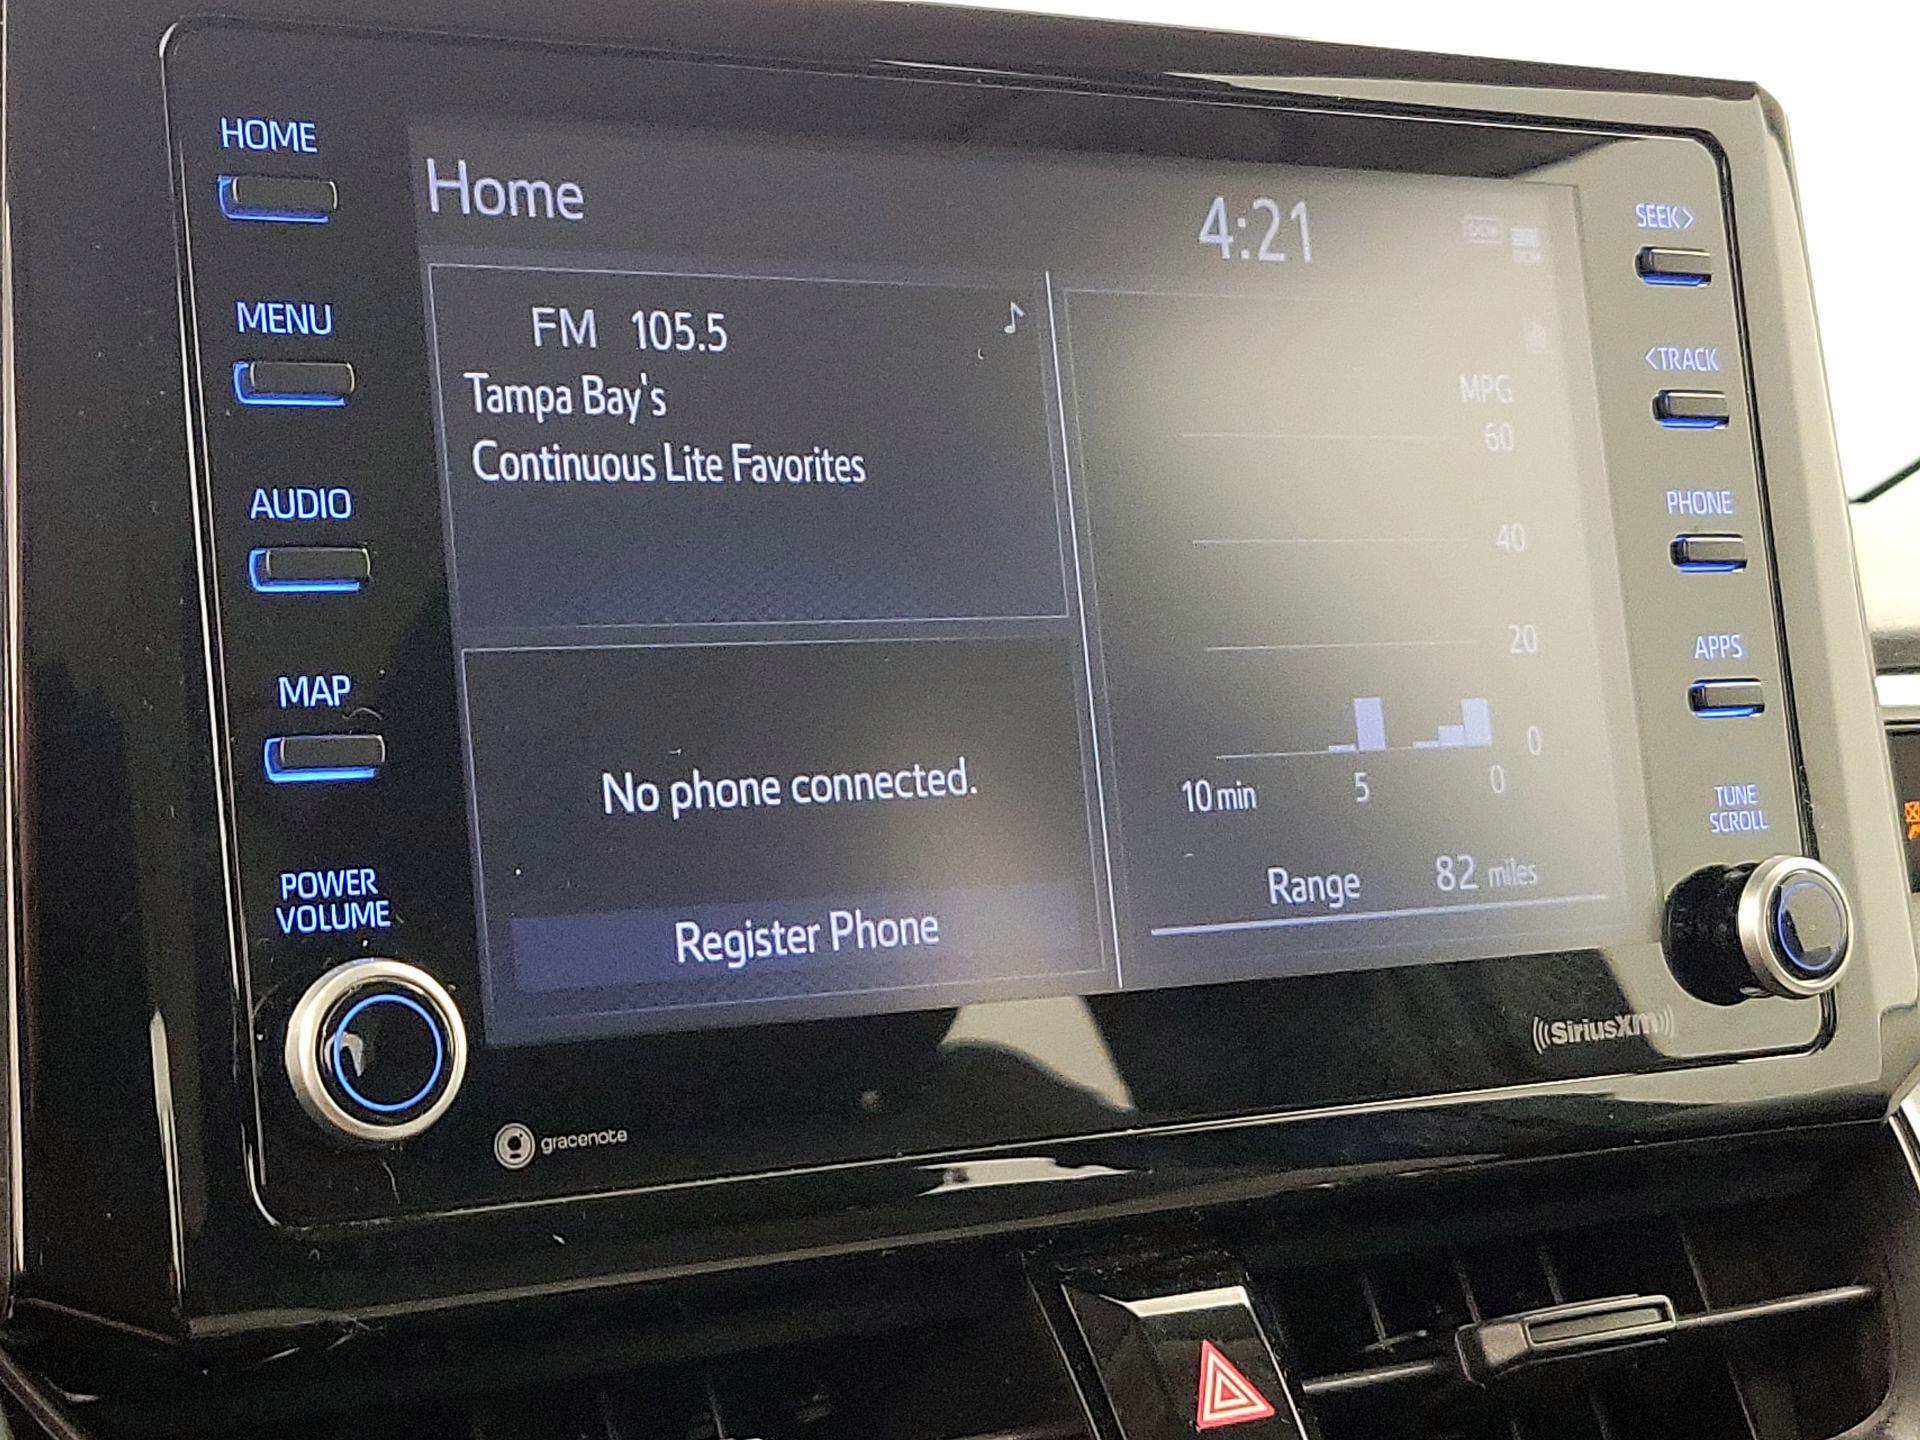 HOME
Home
4:21
DCM
SEEK>
MENU
FM 105.5
<TRACK
Tampa Bay's
MPG
Continuous Lite Favorites
60
AUDIO
PHONE
40
20
APPS
MAP
0
No phone connected.
10 min 5 0
TUNE
SCROLL
POWER
VOLUME
Range 82 miles
Register Phone
SiriusXM
gracenote